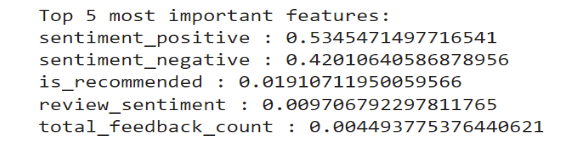 Top 5 most important features:
sentiment_positive : 0.5345471497716541
sentiment_negative : 0.42010640586878956
is_recommended : 0.01910711950059566
review_sentiment : 0.009706792297811765
total_feedback_count : 0.004493775376440621